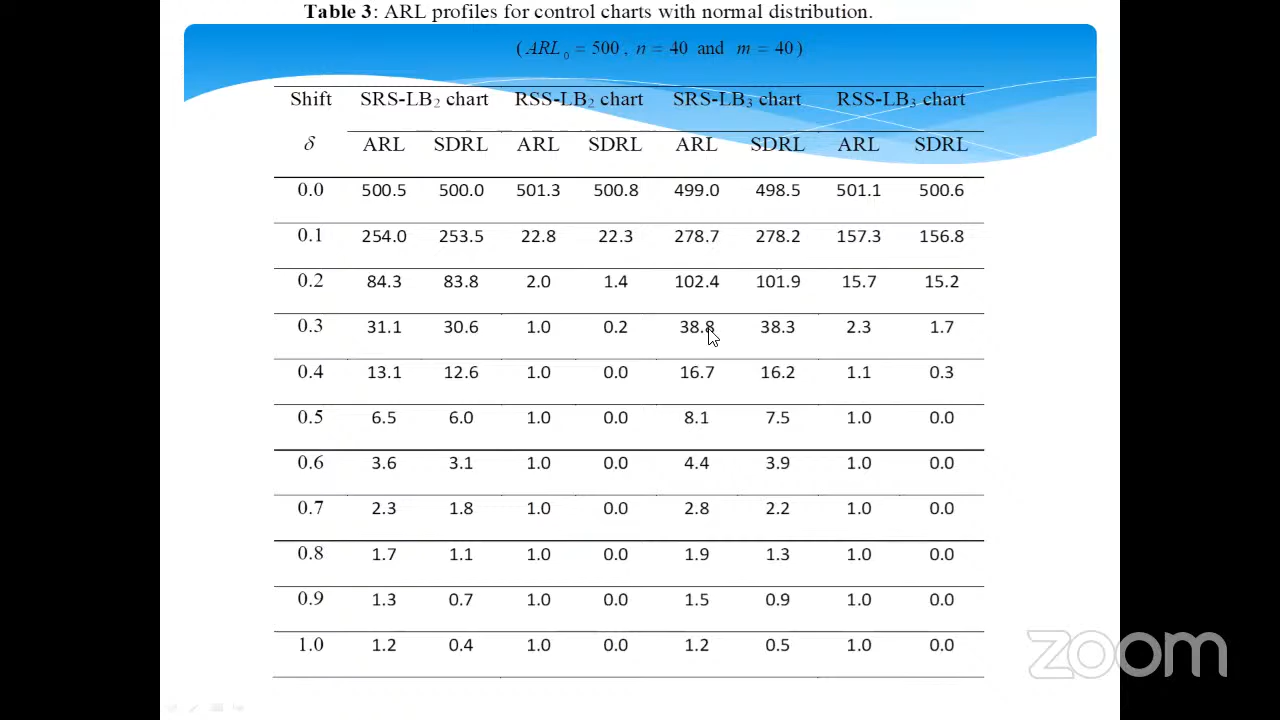 Table 3: ARL profiles for control charts with normal distribution.
(ARL₀ = 500, n = 40 and m = 40)
Shift SRS-LB₂ chart RSS-LB₂ chart SRS-LB₃ chart RSS-LB₃ chart
δ ARL SDRL ARL SDRL ARL SDRL ARL SDRL
0.0 500.5 500.0 501.3 500.8 499.0 498.5 501.1 500.6
0.1 254.0 253.5 22.8 22.3 278.7 278.2 157.3 156.8
0.2 84.3 83.8 2.0 1.4 102.4 101.9 15.7 15.2
0.3 31.1 30.6 1.0 0.2 38.8 38.3 2.3 1.7
0.4 13.1 12.6 1.0 0.0 16.7 16.2 1.1 0.3
0.5 6.5 6.0 1.0 0.0 8.1 7.5 1.0 0.0
0.6 3.6 3.1 1.0 0.0 4.4 3.9 1.0 0.0
0.7 2.3 1.8 1.0 0.0 2.8 2.2 1.0 0.0
0.8 1.7 1.1 1.0 0.0 1.9 1.3 1.0 0.0
0.9 1.3 0.7 1.0 0.0 1.5 0.9 1.0 0.0
1.0 1.2 0.4 1.0 0.0 1.2 0.5 1.0 0.0
zoom